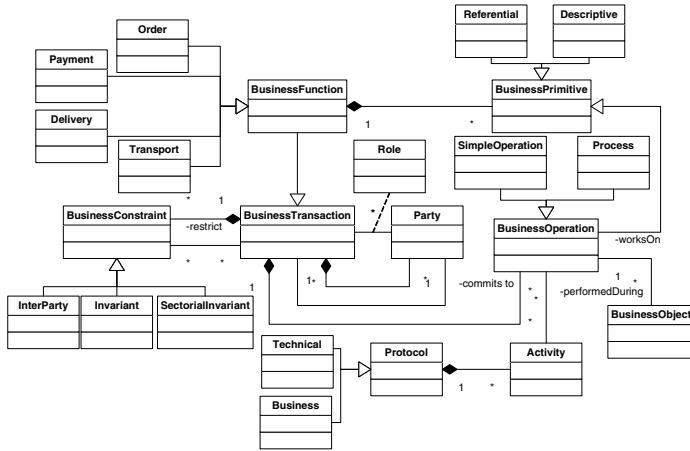 Referential Descriptive
Order
Payment
BusinessFunction BusinessPrimitive
1 *
Delivery
Transport Role SimpleOperation Process
* 1
BusinessConstraint BusinessTransaction * Party
-restrict BusinessOperation
-worksOn
* * 1 1* * 1 -commits to * 1 *
* -performedDuring
InterParty Invariant SectorialInvariant * BusinessObject
Technical Protocol Activity
1 *
Business